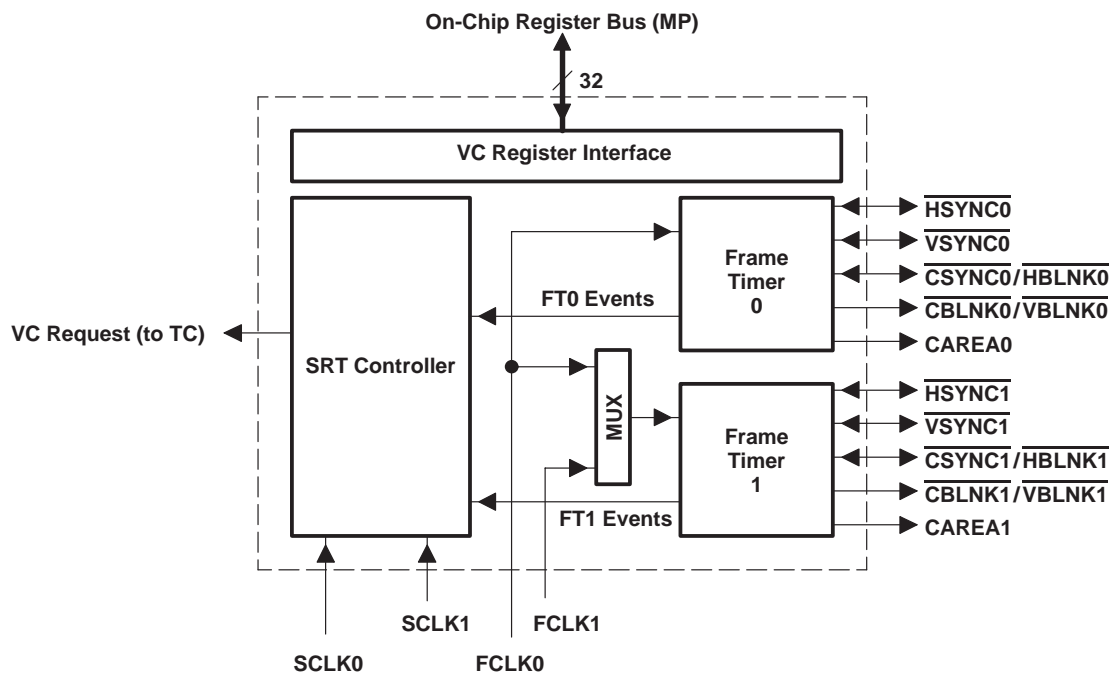 On-Chip Register Bus (MP)
32
VC Register Interface
HSYNC0
VSYNC0
Frame
Timer
0
CSYNC0/HBLNK0
FT0 Events
CBLNK0/VBLNK0
VC Request (to TC)
CAREA0
SRT Controller
HSYNC1
MUX
VSYNC1
Frame
Timer
1
CSYNC1/HBLNK1
CBLNK1/VBLNK1
FT1 Events
CAREA1
SCLK1
FCLK1
SCLK0
FCLK0